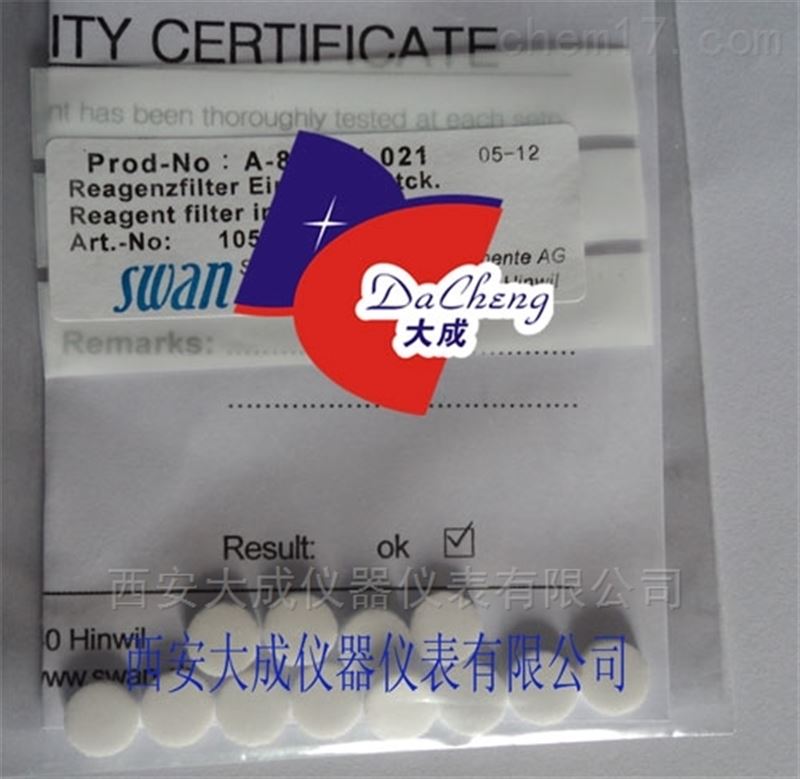 ITY CERTIFICATE
chem17.com
nt has been thoroughly tested at each
Prod-No : A-8 021 05-12
Reagenzfilter tck.
Reagent filter
Art.-No: 105
swan
ente AG
Hinwil
DaCheng
大成
Remarks:
Result: ok
西安大成仪器仪表有限公司
0 Hinwil
www.swan
西安大成仪器仪表有限公司